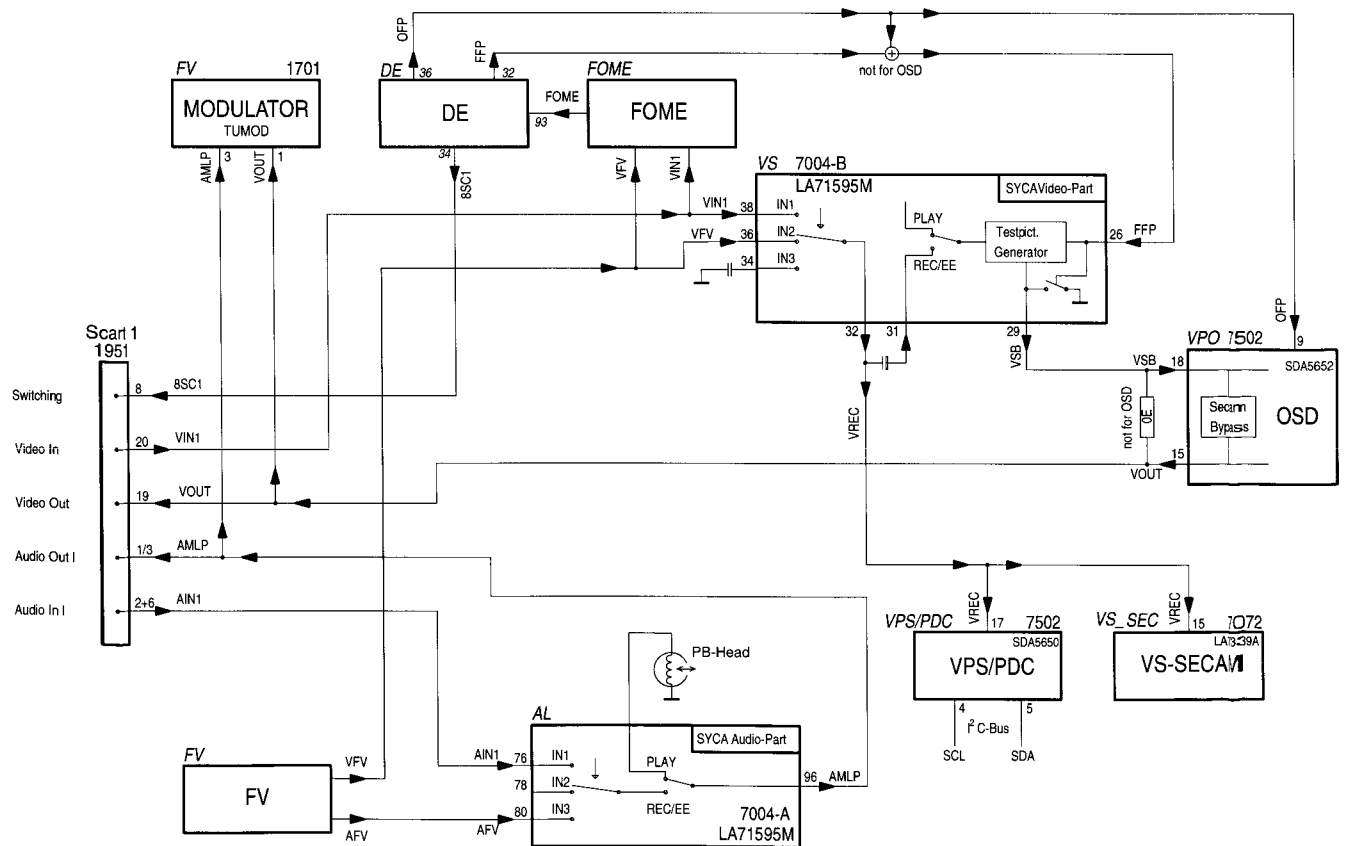 OFP
FFP
not for OSD
FV 1701
MODULATOR
TUMOD
AMLP 3 VOUT 1
DE 36 32
DE
34
8SC1
FOME
93
FOME
FOME
VFV VIN1
VS 7004-B
LA71595M
SYCAVideo-Part
VIN1 38 IN1
VFV 36 IN2
34 IN3
PLAY
REC/EE
Testpict.
Generator
26 FFP
32 31 29
VSB
VREC
OFP
9
VPO 7502
SDA5652
VSB 18
not for OSD
0E
Bypass
OSD
15
VOUT
Scart 1
1951
Switching 8 8SC1
Video In 20 VIN1
Video Out 19 VOUT
Audio Out I 1/3 AMLP
Audio In I 2+6 AIN1
VPS/PDC 7502
VREC 17
SDA5650
VPS/PDC
4 5
I² C-Bus
SCL SDA
VS_SEC 7072
VREC 15
VS-SECAM
PB-Head
AL
SYCA Audio-Part
AIN1 76 IN1
78 IN2
AFV 80 IN3
PLAY
REC/EE
96 AMLP
7004-A
LA71595M
FV
FV
VFV
AFV